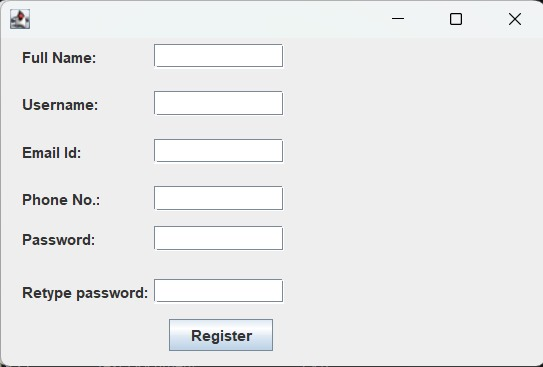 Full Name:
Username:
Email Id:
Phone No.:
Password:
Retype password:
Register